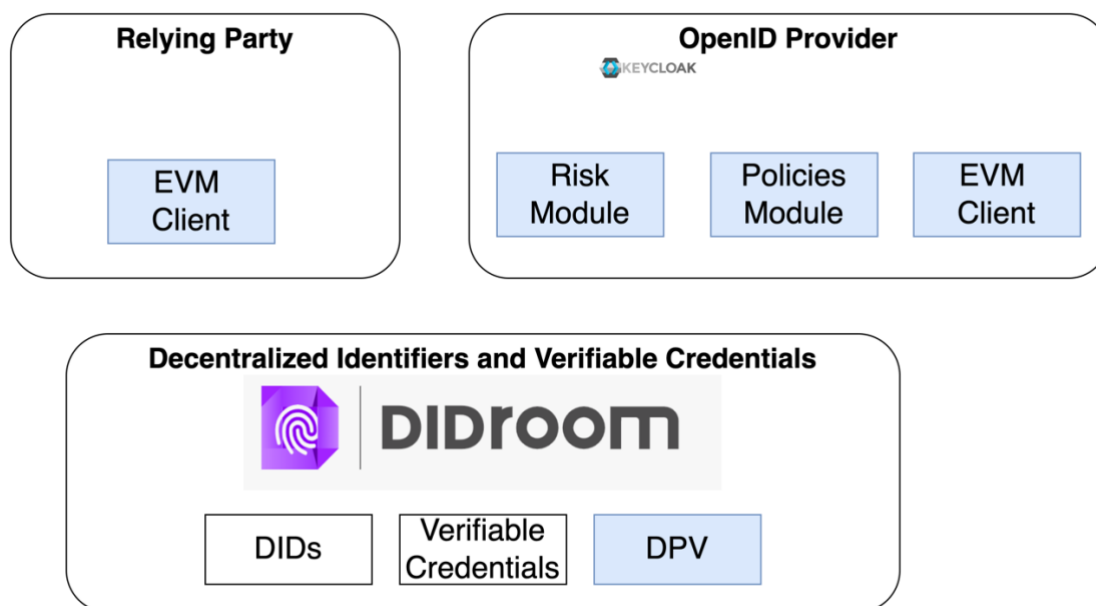 Relying Party
EVM
Client
OpenID Provider
KEYCLOAK
Risk
Module
Policies
Module
EVM
Client
Decentralized Identifiers and Verifiable Credentials
DIDroom
DIDs
Verifiable
Credentials
DPV